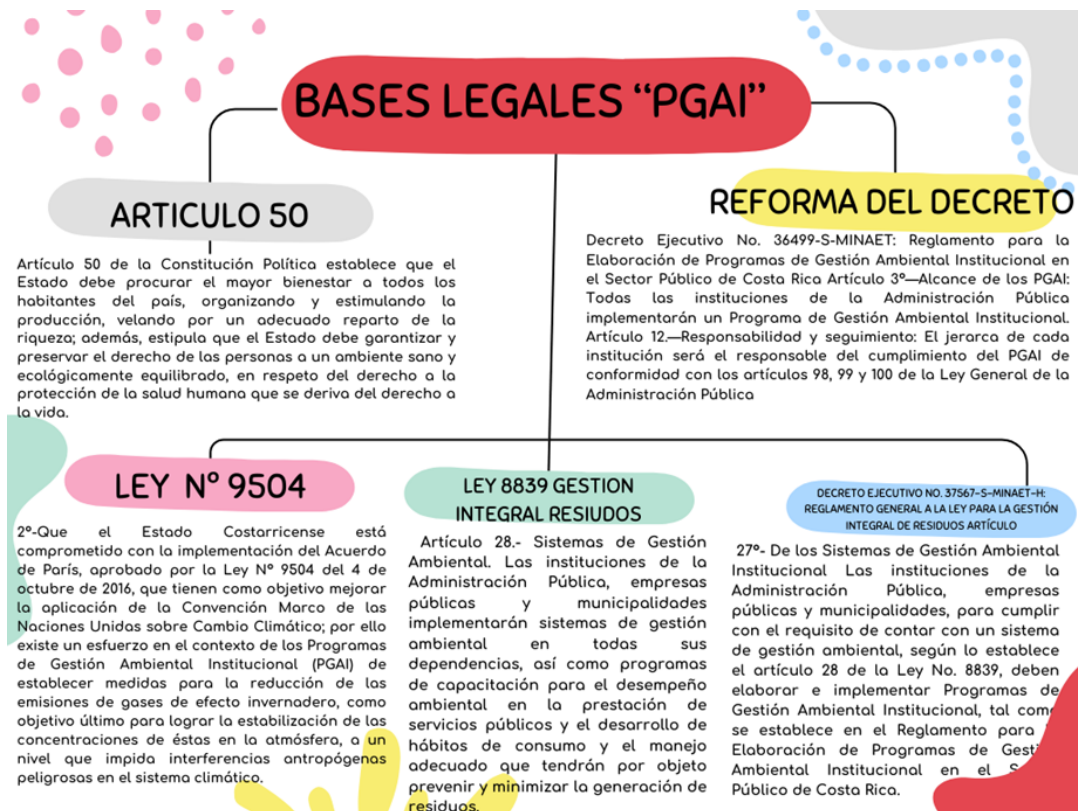 BASES LEGALES “PGAI”
ARTICULO 50
Artículo 50 de la Constitución Política establece que el
Estado debe procurar el mayor bienestar a todos los
habitantes del país, organizando y estimulando la
producción, velando por un adecuado reparto de la
riqueza; además, estipula que el Estado debe garantizar y
preservar el derecho de las personas a un ambiente sano y
ecológicamente equilibrado, en respeto del derecho a la
protección de la salud humana que se deriva del derecho a
la vida.
REFORMA DEL DECRETO
Decreto Ejecutivo No. 36499-S-MINAET: Reglamento para la
Elaboración de Programas de Gestión Ambiental Institucional en
el Sector Público de Costa Rica Artículo 3º—Alcance de los PGAI:
Todas las instituciones de la Administración Pública
implementarán un Programa de Gestión Ambiental Institucional.
Artículo 12.—Responsabilidad y seguimiento: El jerarca de cada
institución será el responsable del cumplimiento del PGAI de
conformidad con los artículos 98, 99 y 100 de la Ley General de la
Administración Pública
LEY Nº 9504
2º-Que el Estado Costarricense está
comprometido con la implementación del Acuerdo
de París, aprobado por la Ley Nº 9504 del 4 de
octubre de 2016, que tienen como objetivo mejorar
la aplicación de la Convención Marco de las
Naciones Unidas sobre Cambio Climático; por ello
existe un esfuerzo en el contexto de los Programas
de Gestión Ambiental Institucional (PGAI) de
establecer medidas para la reducción de las
emisiones de gases de efecto invernadero, como
objetivo último para lograr la estabilización de las
concentraciones de éstas en la atmósfera, a un
nivel que impida interferencias antropógenas
peligrosas en el sistema climático.
LEY 8839 GESTION
INTEGRAL RESIUDOS
Artículo 28.- Sistemas de Gestión
Ambiental. Las instituciones de la
Administración Pública, empresas
públicas y municipalidades
implementarán sistemas de gestión
ambiental en todas sus
dependencias, así como programas
de capacitación para el desempeño
ambiental en la prestación de
servicios públicos y el desarrollo de
hábitos de consumo y el manejo
adecuado que tendrán por objeto
prevenir y minimizar la generación de
residuos.
DECRETO EJECUTIVO NO. 37567-S-MINAET-H:
REGLAMENTO GENERAL A LA LEY PARA LA GESTIÓN
INTEGRAL DE RESIDUOS ARTÍCULO
27º- De los Sistemas de Gestión Ambiental
Institucional Las instituciones de la
Administración Pública, empresas
públicas y municipalidades, para cumplir
con el requisito de contar con un sistema
de gestión ambiental, según lo establece
el artículo 28 de la Ley No. 8839, deben
elaborar e implementar Programas de
Gestión Ambiental Institucional, tal como
se establece en el Reglamento para
Elaboración de Programas de
Ambiental Institucional en el
Público de Costa Rica.